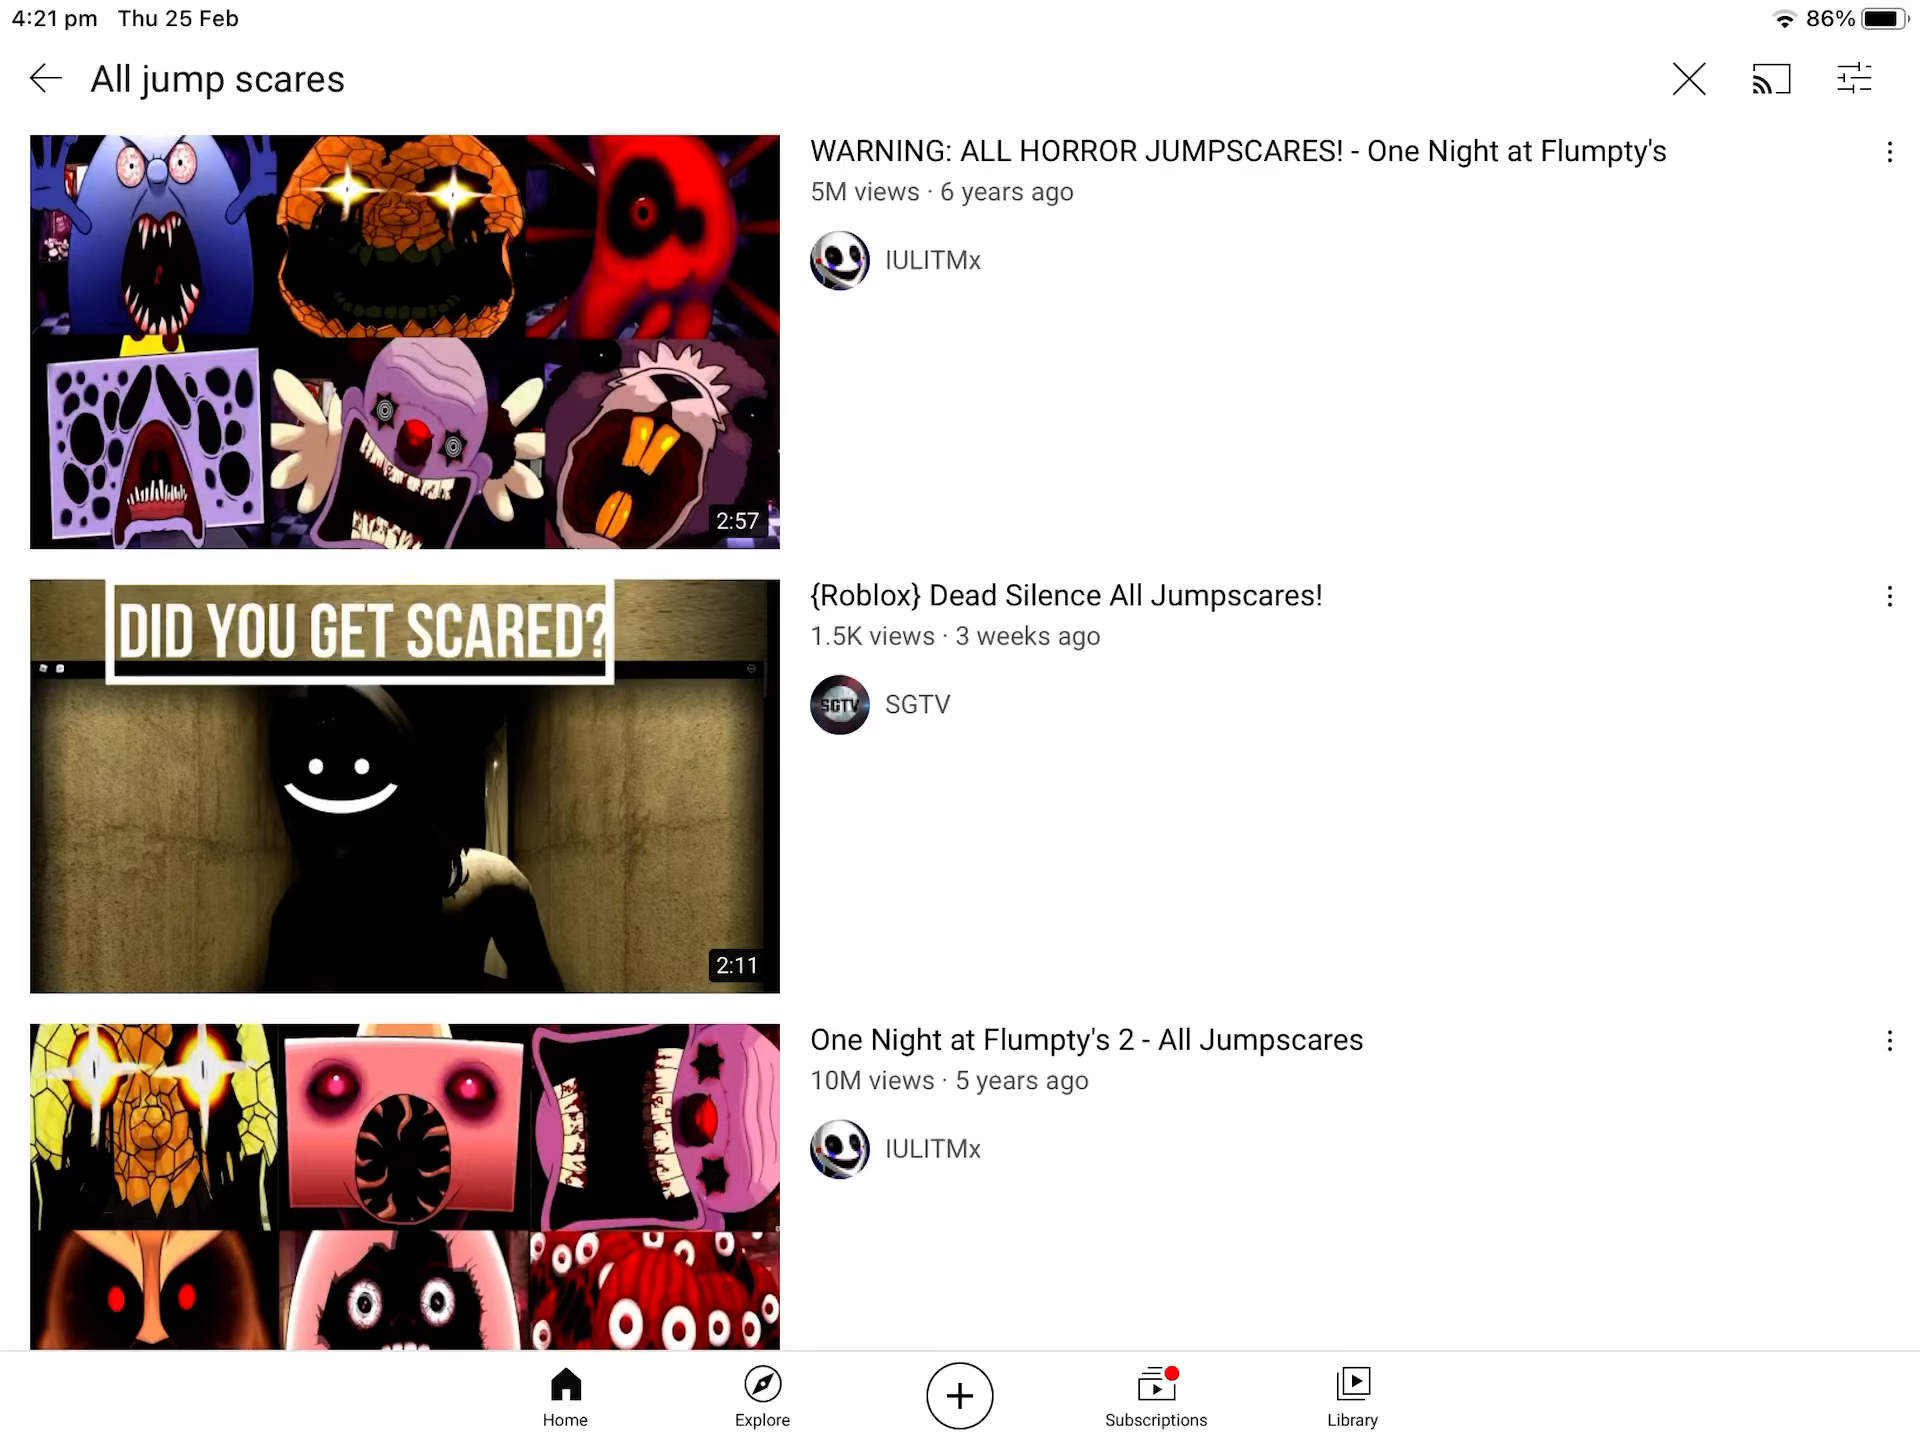 4:21 pm Thu 25 Feb
86%
All jump scares
WARNING: ALL HORROR JUMPSCARES! - One Night at Flumpty's
5M views · 6 years ago
IULITMx
2:57
DID YOU GET SCARED?
{Roblox} Dead Silence All Jumpscares!
1.5K views · 3 weeks ago
SGTV
SGTV
2:11
One Night at Flumpty's 2 - All Jumpscares
10M views · 5 years ago
IULITMx
Home
Explore
Subscriptions
Library